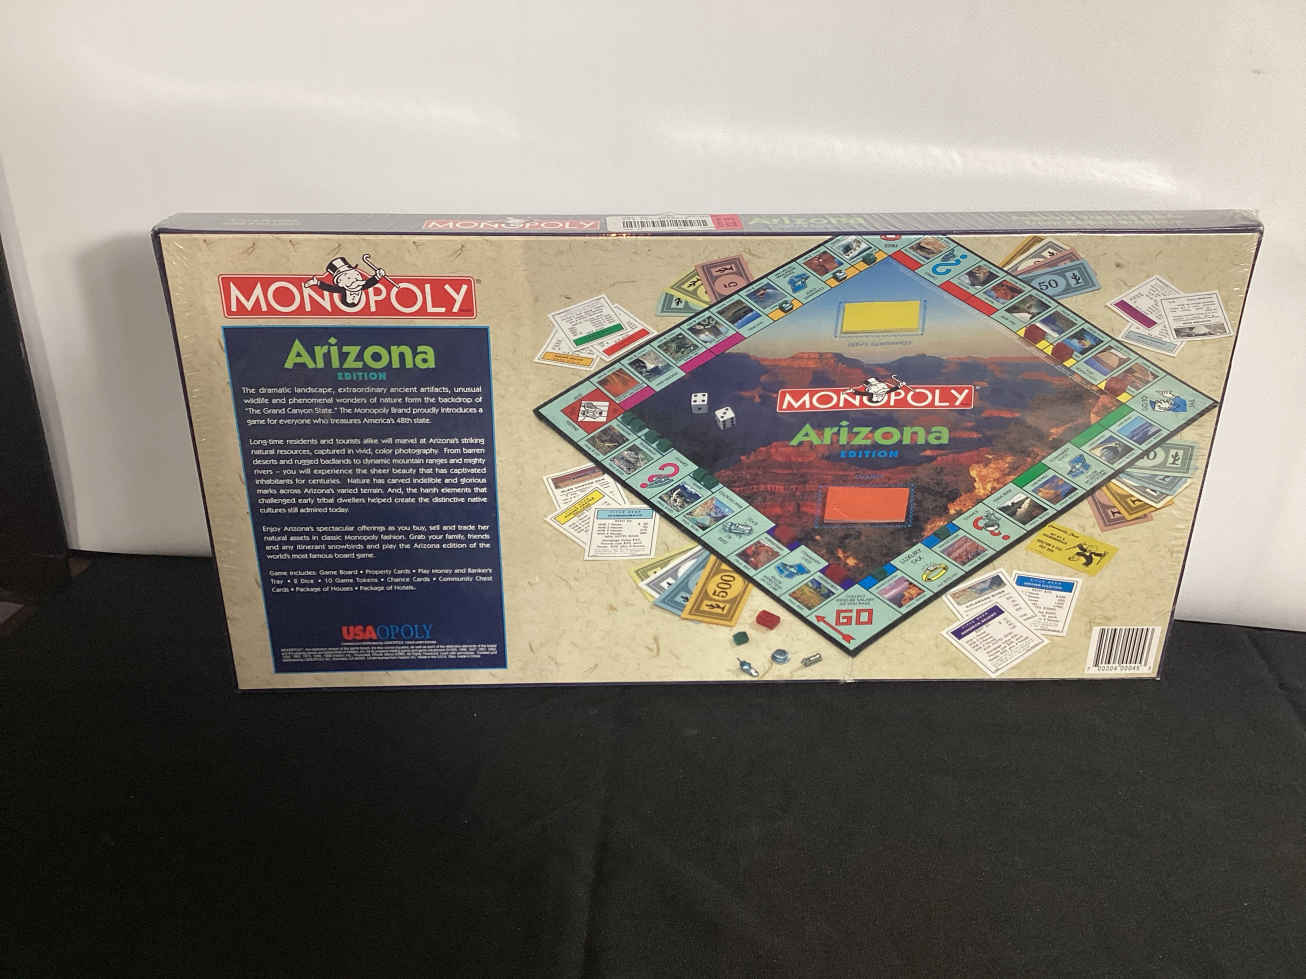 MONOPOLY
Arizona
MONOPOLY
Arizona
EDITION
The dramatic landscape, extraordinary ancient artifacts, unusual
wildlife and phenomenal wonders of nature form the backdrop of
"The Grand Canyon State." The Monopoly Brand proudly introduces a
game for everyone who treasures America's 48th state.
Long-time residents and tourists alike will marvel at Arizona's striking
natural resources, captured in vivid, color photography. From barren
deserts and rugged badlands to dynamic mountain ranges and mighty
rivers – you will experience the sheer beauty that has captivated
inhabitants for centuries. Nature has carved indelible and glorious
marks across Arizona's varied terrain. And, the harsh elements that
challenged early tribal dwellers helped create the distinctive native
cultures still admired today.
Enjoy Arizona's spectacular offerings as you buy, sell and trade her
natural assets in classic Monopoly fashion. Grab your family, friends
and any itinerant snowbirds and play the Arizona edition of the
world's most famous board game.
Game includes: Game Board • Property Cards • Play Money and Banker's
Tray • 2 Dice • 10 Game Tokens • Chance Cards • Community Chest
Cards • Package of Houses • Package of Hotels.
USAOPOLY
MONOPOLY
Arizona
EDITION
5
50
500
LUXURY
TAX
GO